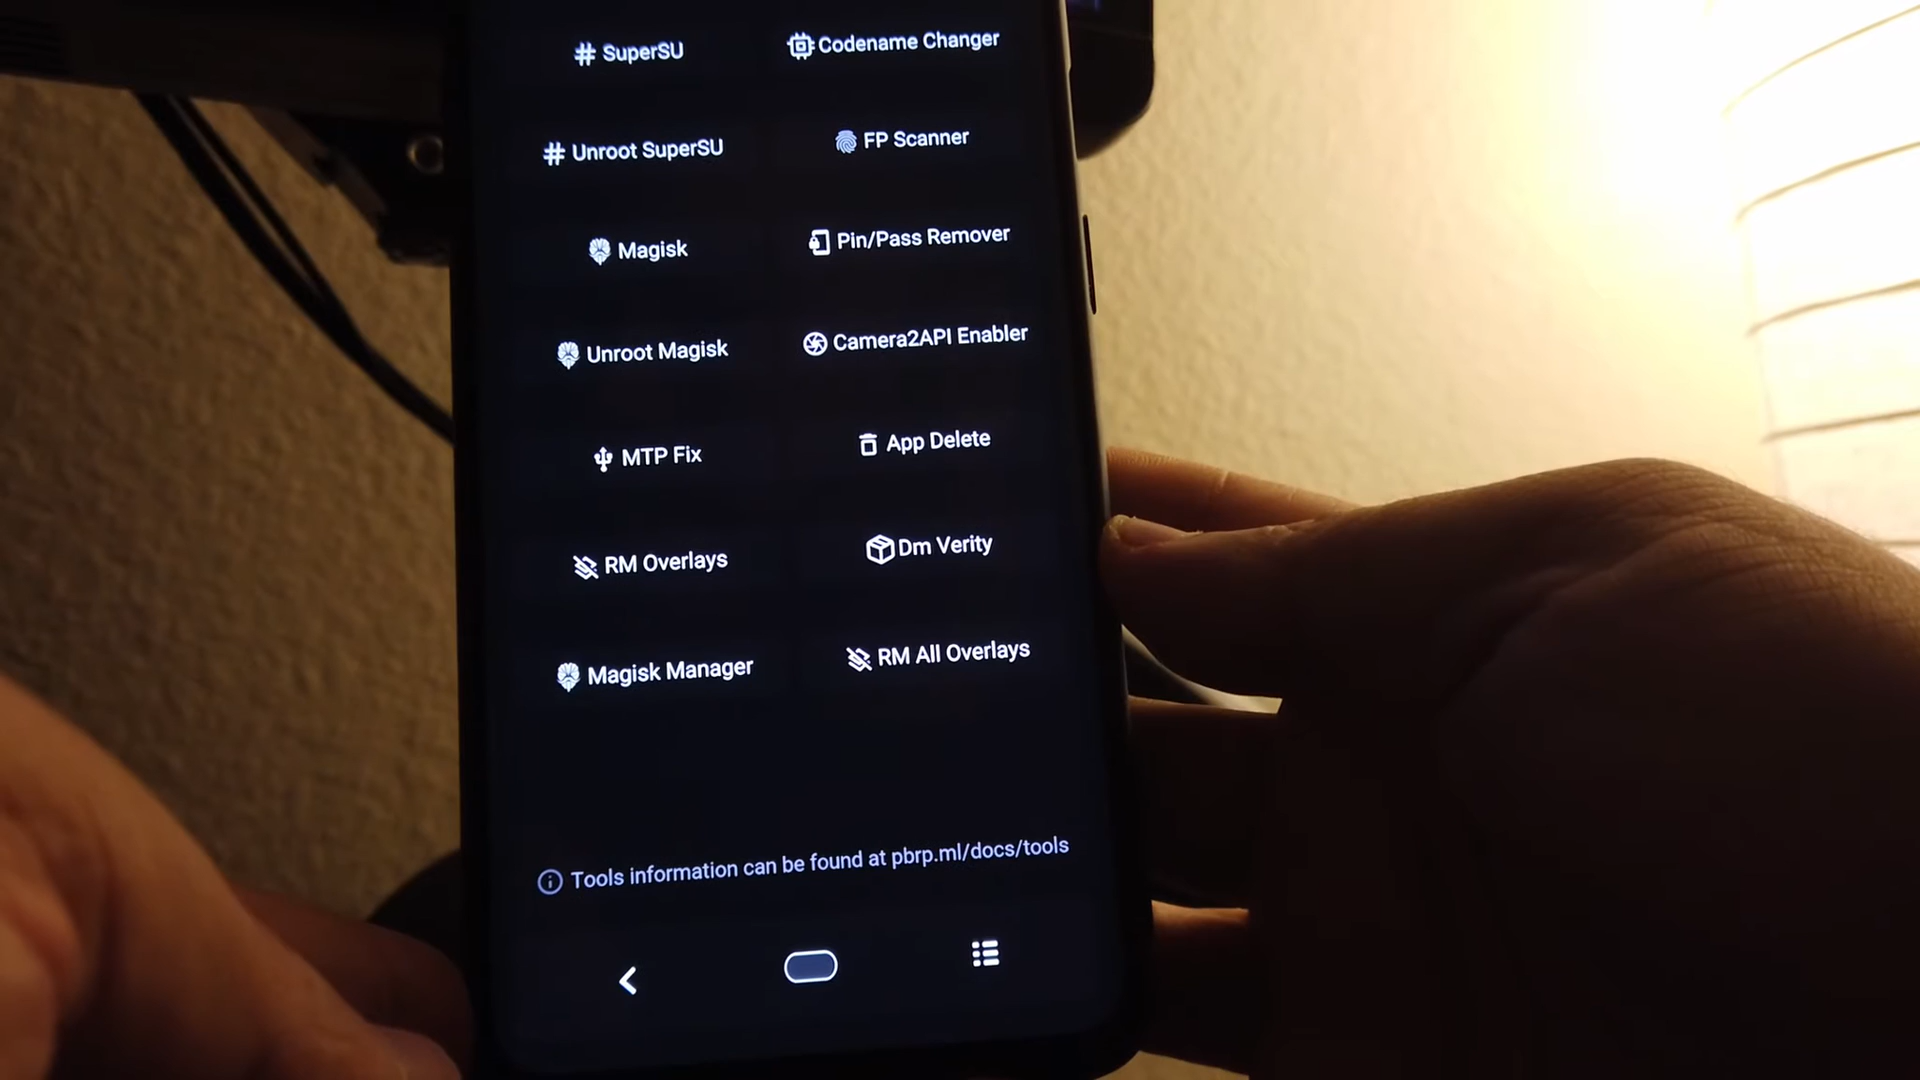 SuperSU
Codename Changer
Unroot SuperSU
FP Scanner
Magisk
Pin/Pass Remover
Unroot Magisk
Camera2API Enabler
MTP Fix
App Delete
RM Overlays
Dm Verity
Magisk Manager
RM All Overlays
Tools information can be found at pbrp.ml/docs/tools